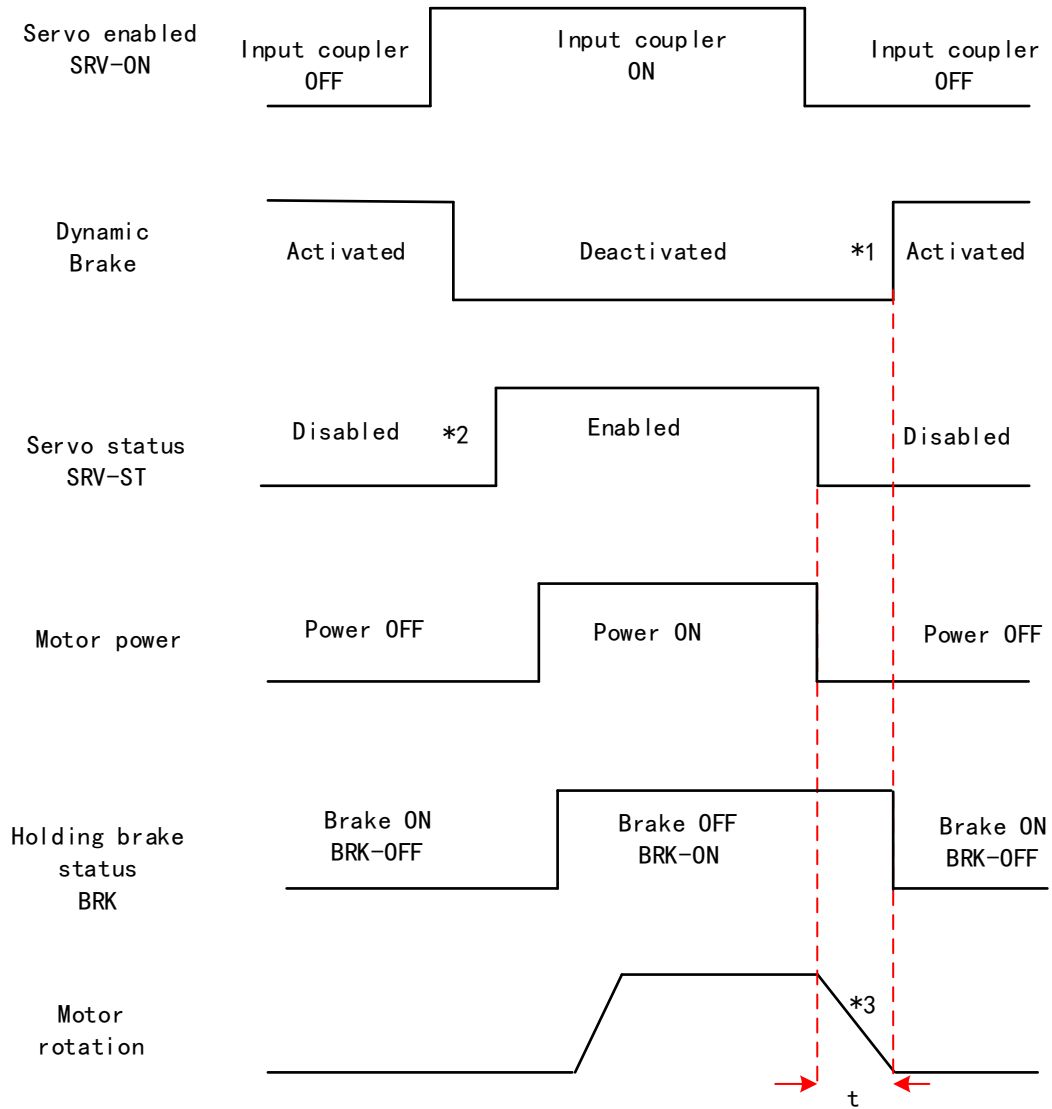 Servo enabled
SRV-ON
Input coupler
OFF
Input coupler
ON
Input coupler
OFF
Dynamic
Brake
Activated
Deactivated
*1
Activated
Servo status
SRV-ST
Disabled
*2
Enabled
Disabled
Motor power
Power OFF
Power ON
Power OFF
Holding brake
status
BRK
Brake ON
BRK-OFF
Brake OFF
BRK-ON
Brake ON
BRK-OFF
Motor
rotation
*3
t